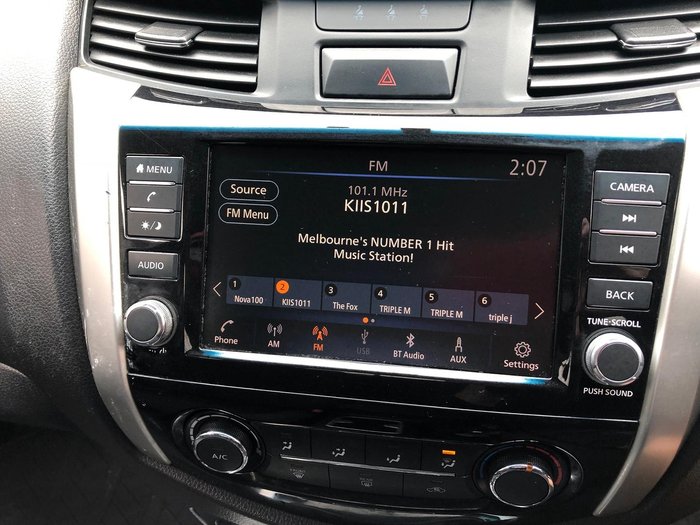 FM
2:07
MENU
Source
101.1 MHz
KIIS1011
FM Menu
Melbourne's NUMBER 1 Hit
Music Station!
1 Nova100
2 KIIS1011
3 The Fox
4 TRIPLE M
5 TRIPLE M
6 triple j
Phone
AM
FM
USB
BT Audio
AUX
Settings
AUDIO
CAMERA
BACK
TUNE·SCROLL
PUSH SOUND
A/C